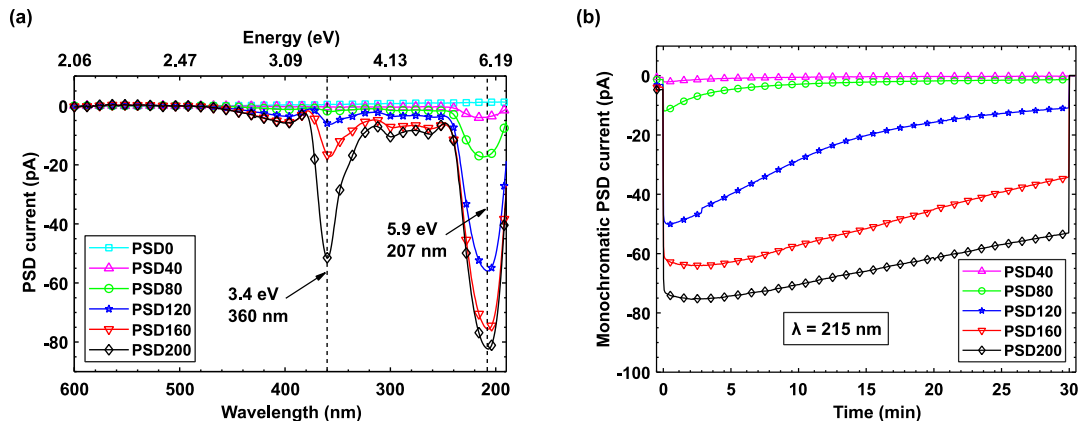 (a)
Energy (eV)
2.06 2.47 3.09 4.13 6.19
PSD current (pA)
0
-20
-40
-60
-80
5.9 eV
207 nm
3.4 eV
360 nm
PSD0
PSD40
PSD80
PSD120
PSD160
PSD200
600 500 400 300 200
Wavelength (nm)
(b)
Monochromatic PSD current (pA)
20
0
-20
-40
-60
-80
-100
λ = 215 nm
PSD40
PSD80
PSD120
PSD160
PSD200
0 5 10 15 20 25 30
Time (min)